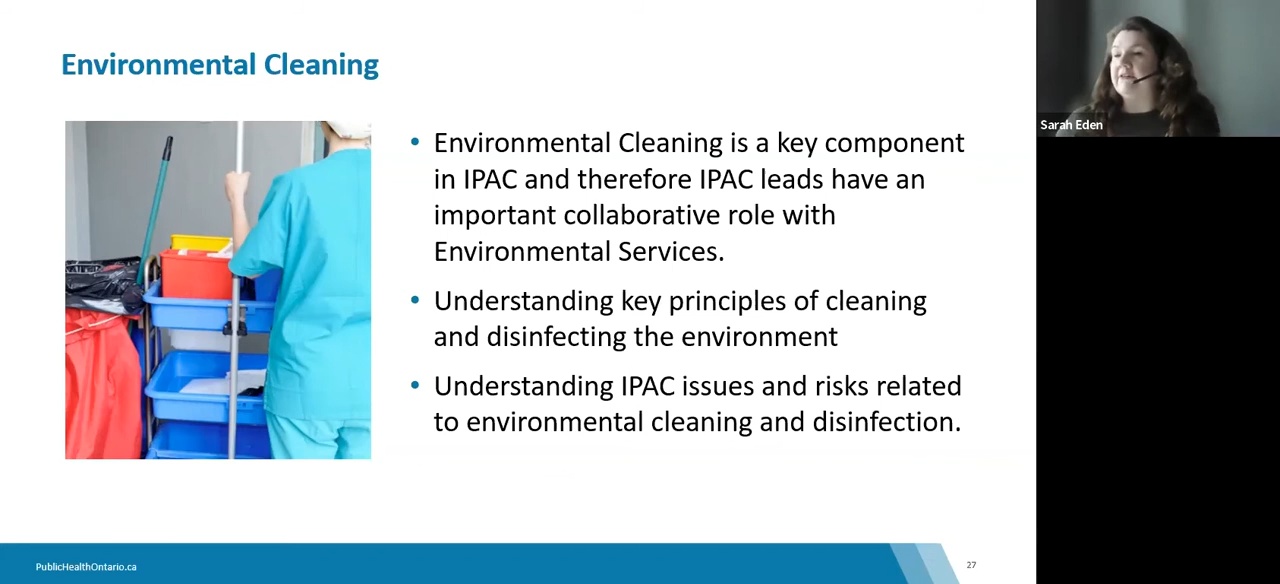 Environmental Cleaning
• Environmental Cleaning is a key component
in IPAC and therefore IPAC leads have an
important collaborative role with
Environmental Services.
• Understanding key principles of cleaning
and disinfecting the environment
• Understanding IPAC issues and risks related
to environmental cleaning and disinfection.
PublicHealthOntario.ca
27
Sarah Eden